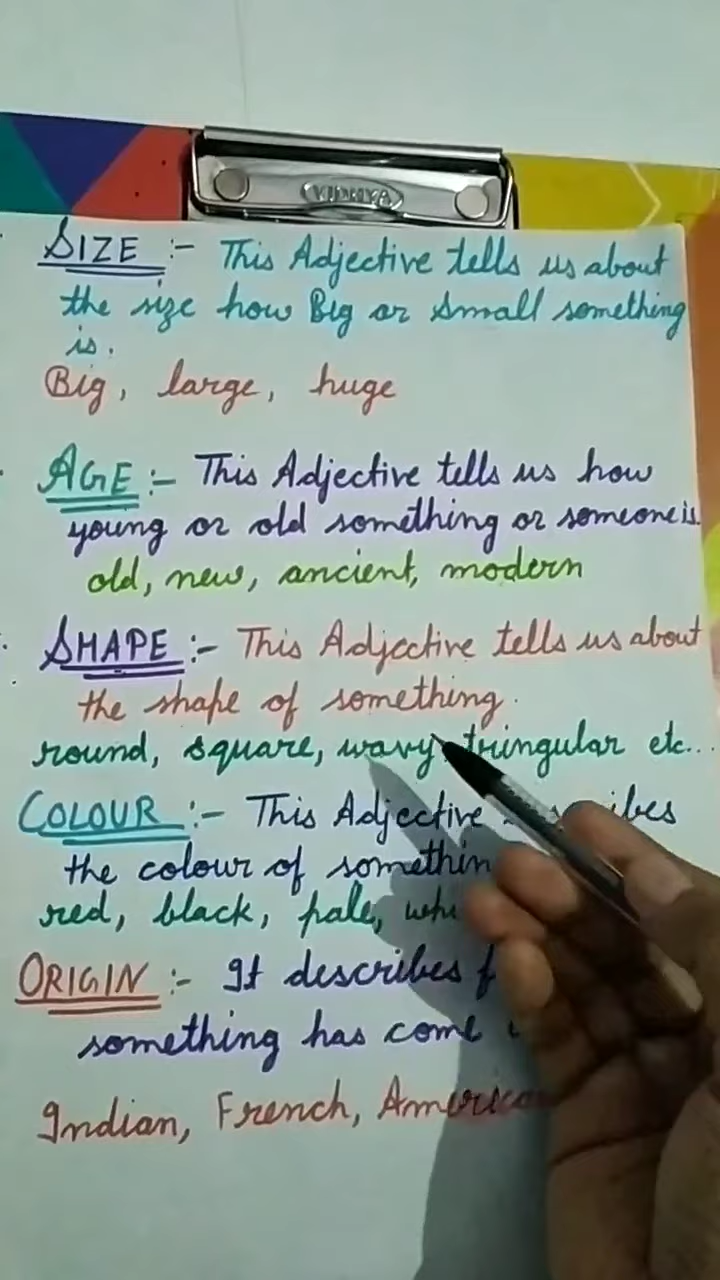 VIDHYA
SIZE :- This Adjective tells us about
the size how Big or Small something
is.
Big, large, huge
AGE :- This Adjective tells us how
young or old something or someone is.
old, new, ancient, modern
SHAPE :- This Adjective tells us about
the shape of something.
round, square, wavy, tringular etc...
COLOUR :- This Adjective
the colour of
red, black, pale,
ORIGIN :- It describes
something has come
Indian, French, American